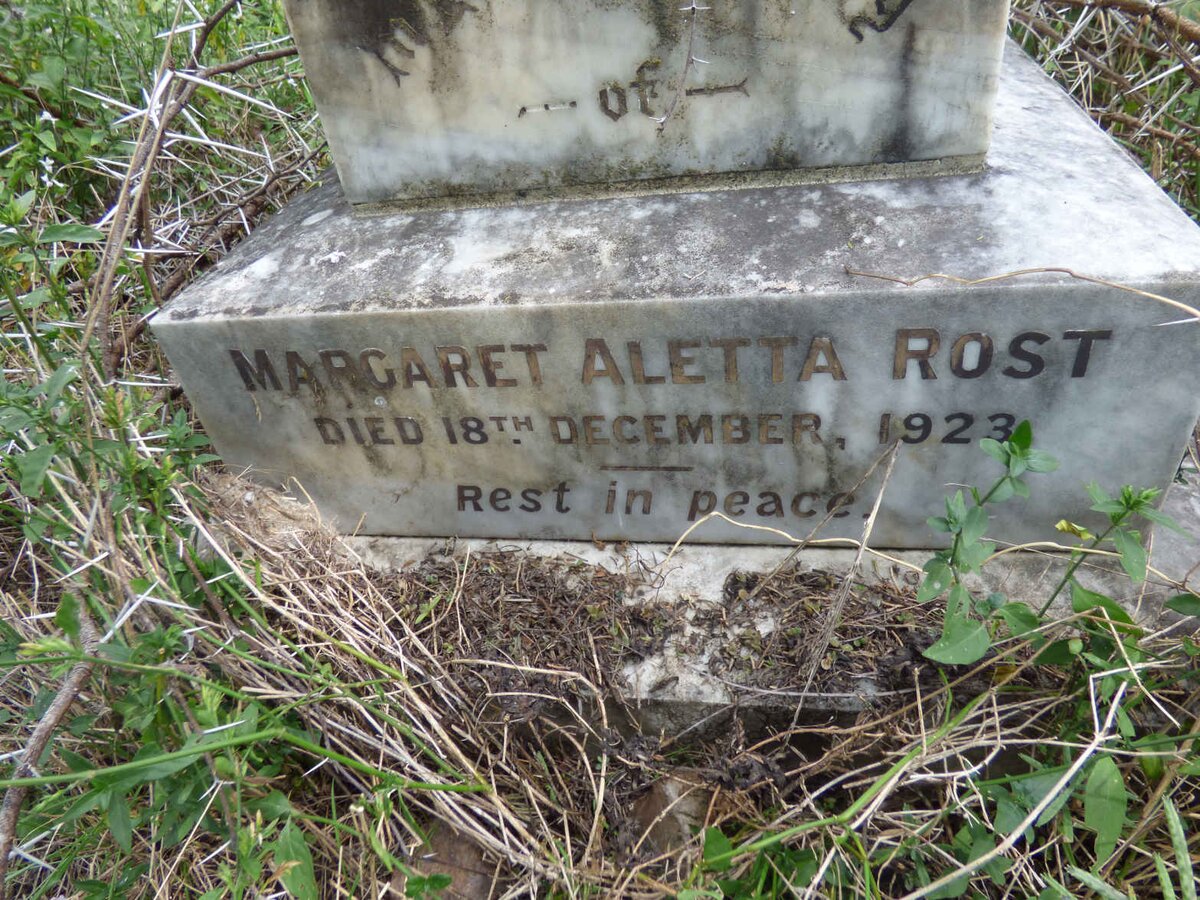 of
MARGARET ALETTA ROST
DIED 18TH DECEMBER, 1923
Rest in peace.